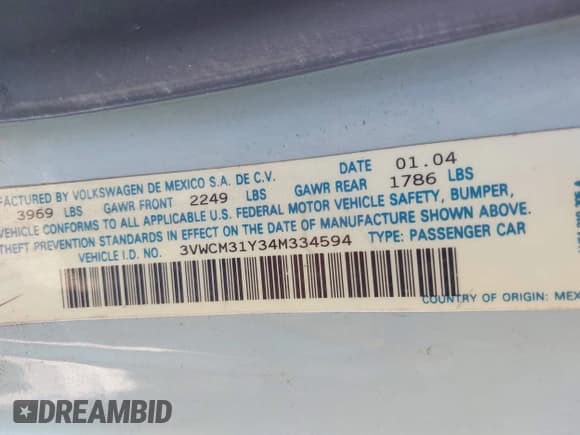 FACTURED BY VOLKSWAGEN DE MEXICO S.A. DE C.V. DATE 01.04
3969 LBS GAWR FRONT 2249 LBS GAWR REAR 1786 LBS
VEHICLE CONFORMS TO ALL APPLICABLE U.S. FEDERAL MOTOR VEHICLE SAFETY, BUMPER,
THEFT PREVENTION STANDARDS IN EFFECT ON THE DATE OF MANUFACTURE SHOWN ABOVE.
VEHICLE I.D. NO. 3VWCM31Y34M334594 TYPE: PASSENGER CAR
COUNTRY OF ORIGIN: MEX
DREAMBID